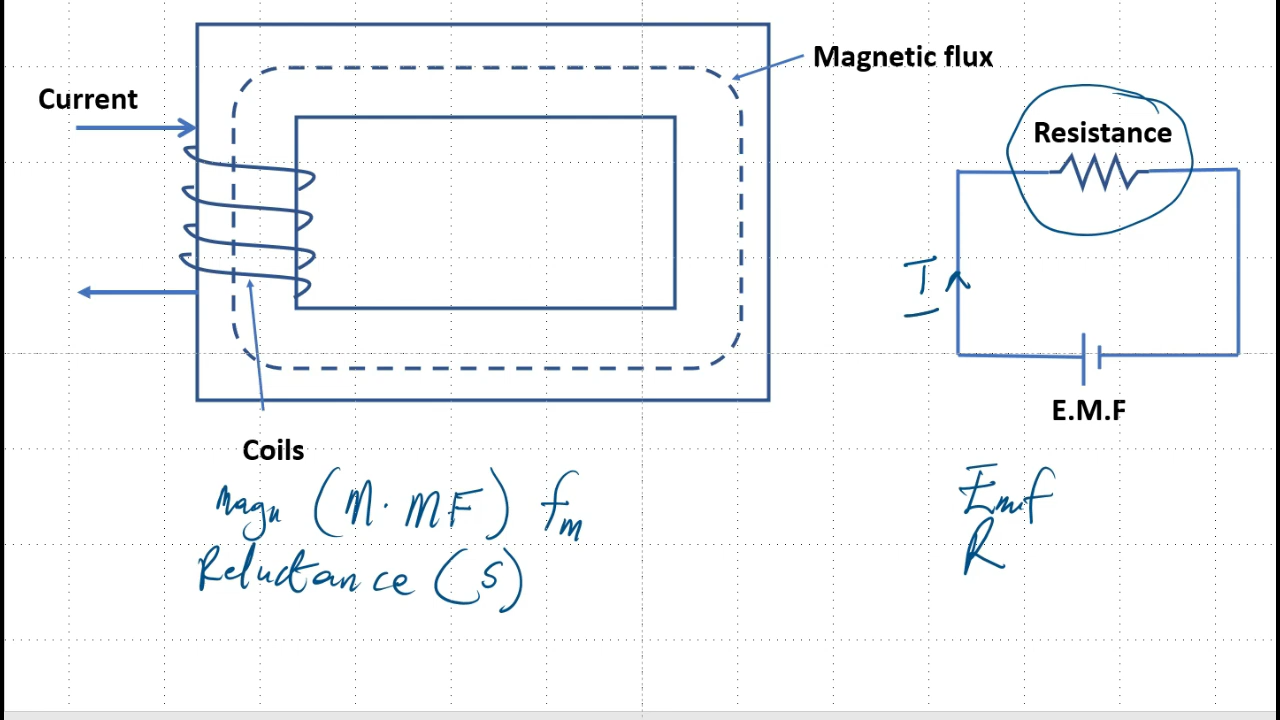 Magnetic flux
Current
Resistance
I
E.M.F
Coils
Magn (M.MF) fm
Emf
Reluctance (S)
R